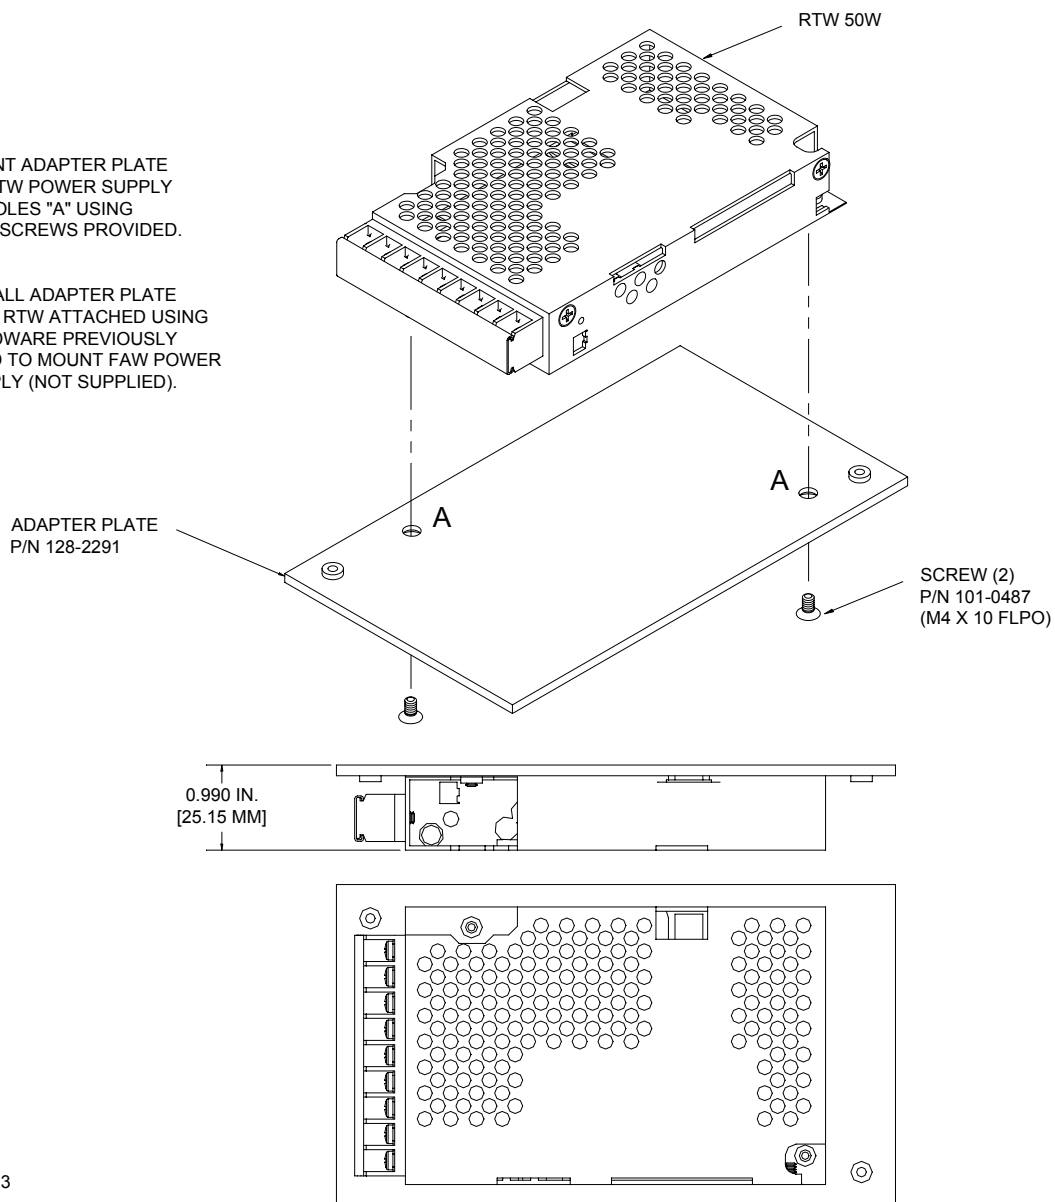 RTW 50W
NT ADAPTER PLATE
TW POWER SUPPLY
OLES "A" USING
SCREWS PROVIDED.
ALL ADAPTER PLATE
RTW ATTACHED USING
DWARE PREVIOUSLY
D TO MOUNT FAW POWER
PLY (NOT SUPPLIED).
A
A
ADAPTER PLATE
P/N 128-2291
SCREW (2)
P/N 101-0487
(M4 X 10 FLPO)
0.990 IN.
[25.15 MM]
3